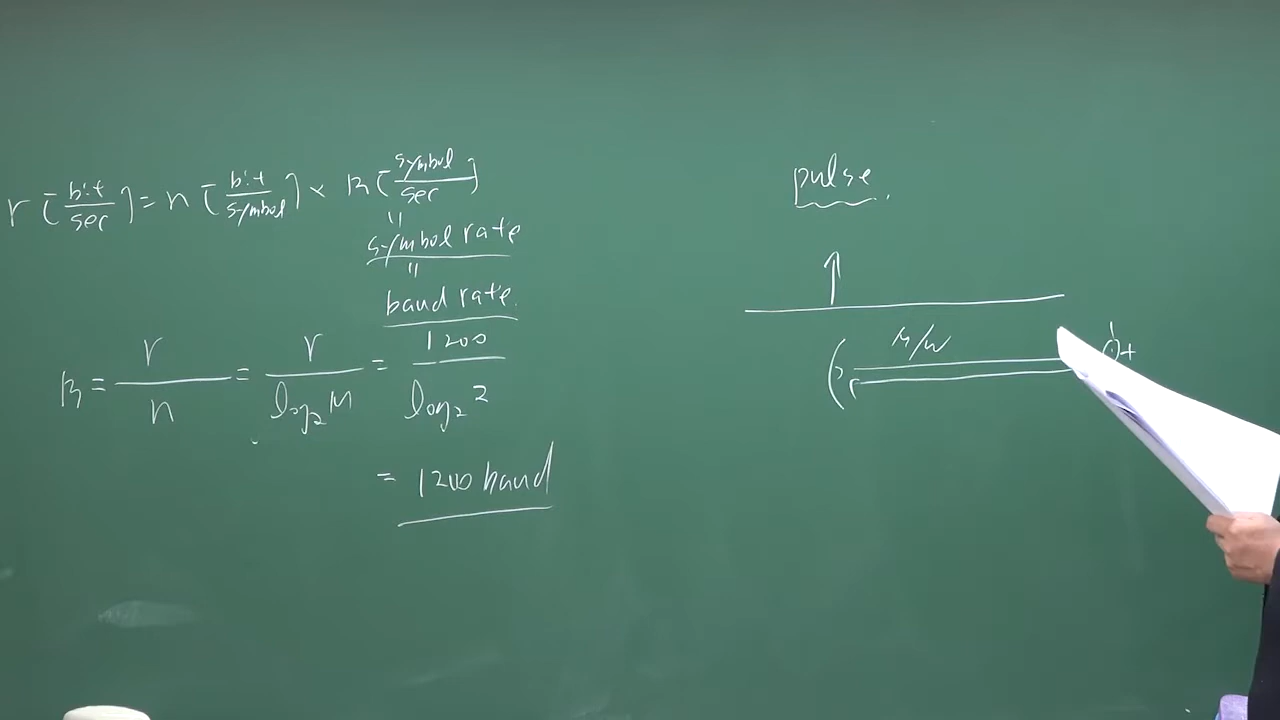 r [bit/sec] = n [bit/symbol] × B [symbol/sec]
"
symbol rate
"
baud rate.
B = r/n = r/log₂M = 1200/log₂2
= 1200 baud
pulse.
M/W